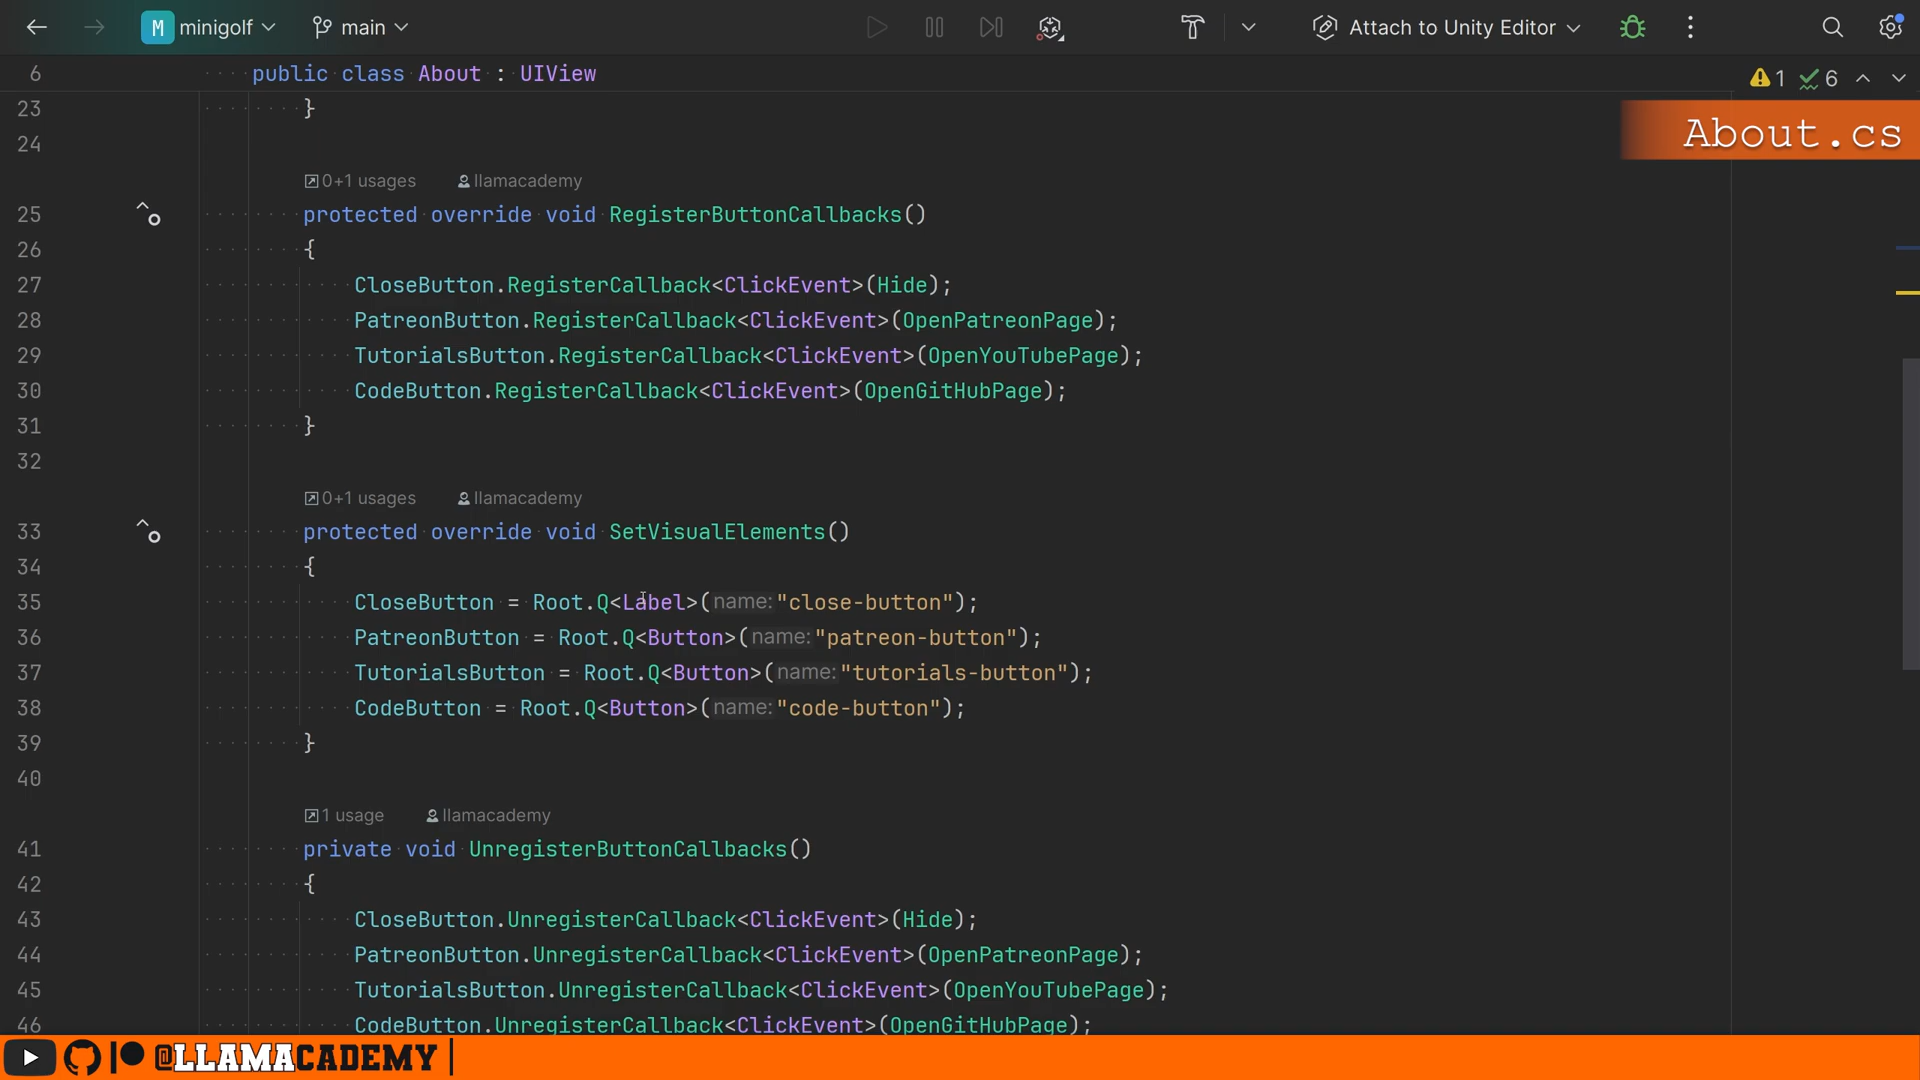 M minigolf main Attach to Unity Editor
6 public class About : UIView
1 6
About.cs
23 }
24
0+1 usages llamacademy
25 protected override void RegisterButtonCallbacks()
26 {
27 CloseButton.RegisterCallback<ClickEvent>(Hide);
28 PatreonButton.RegisterCallback<ClickEvent>(OpenPatreonPage);
29 TutorialsButton.RegisterCallback<ClickEvent>(OpenYouTubePage);
30 CodeButton.RegisterCallback<ClickEvent>(OpenGitHubPage);
31 }
32
0+1 usages llamacademy
33 protected override void SetVisualElements()
34 {
35 CloseButton = Root.Q<Label>(name:"close-button");
36 PatreonButton = Root.Q<Button>(name:"patreon-button");
37 TutorialsButton = Root.Q<Button>(name:"tutorials-button");
38 CodeButton = Root.Q<Button>(name:"code-button");
39 }
40
1 usage llamacademy
41 private void UnregisterButtonCallbacks()
42 {
43 CloseButton.UnregisterCallback<ClickEvent>(Hide);
44 PatreonButton.UnregisterCallback<ClickEvent>(OpenPatreonPage);
45 TutorialsButton.UnregisterCallback<ClickEvent>(OpenYouTubePage);
46 CodeButton.UnregisterCallback<ClickEvent>(OpenGitHubPage);
@LLAMACADEMY